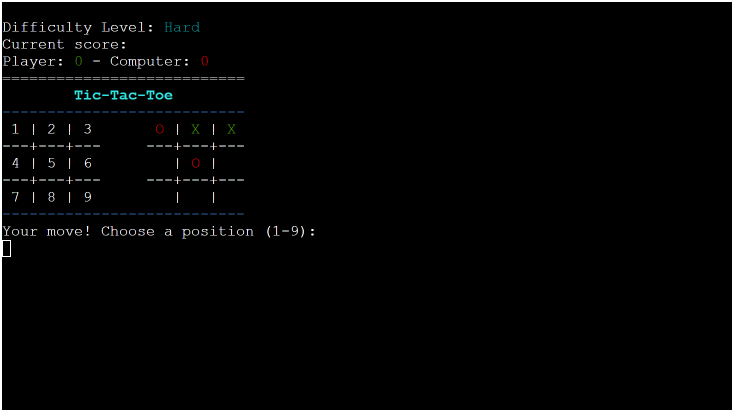 Difficulty Level: Hard
Current score:
Player: 0 - Computer: 0
===========================
Tic-Tac-Toe
---------------------------
1 | 2 | 3      O | X | X
---+---+---     ---+---+---
4 | 5 | 6        | O |
---+---+---     ---+---+---
7 | 8 | 9        |   |
---------------------------
Your move! Choose a position (1-9):